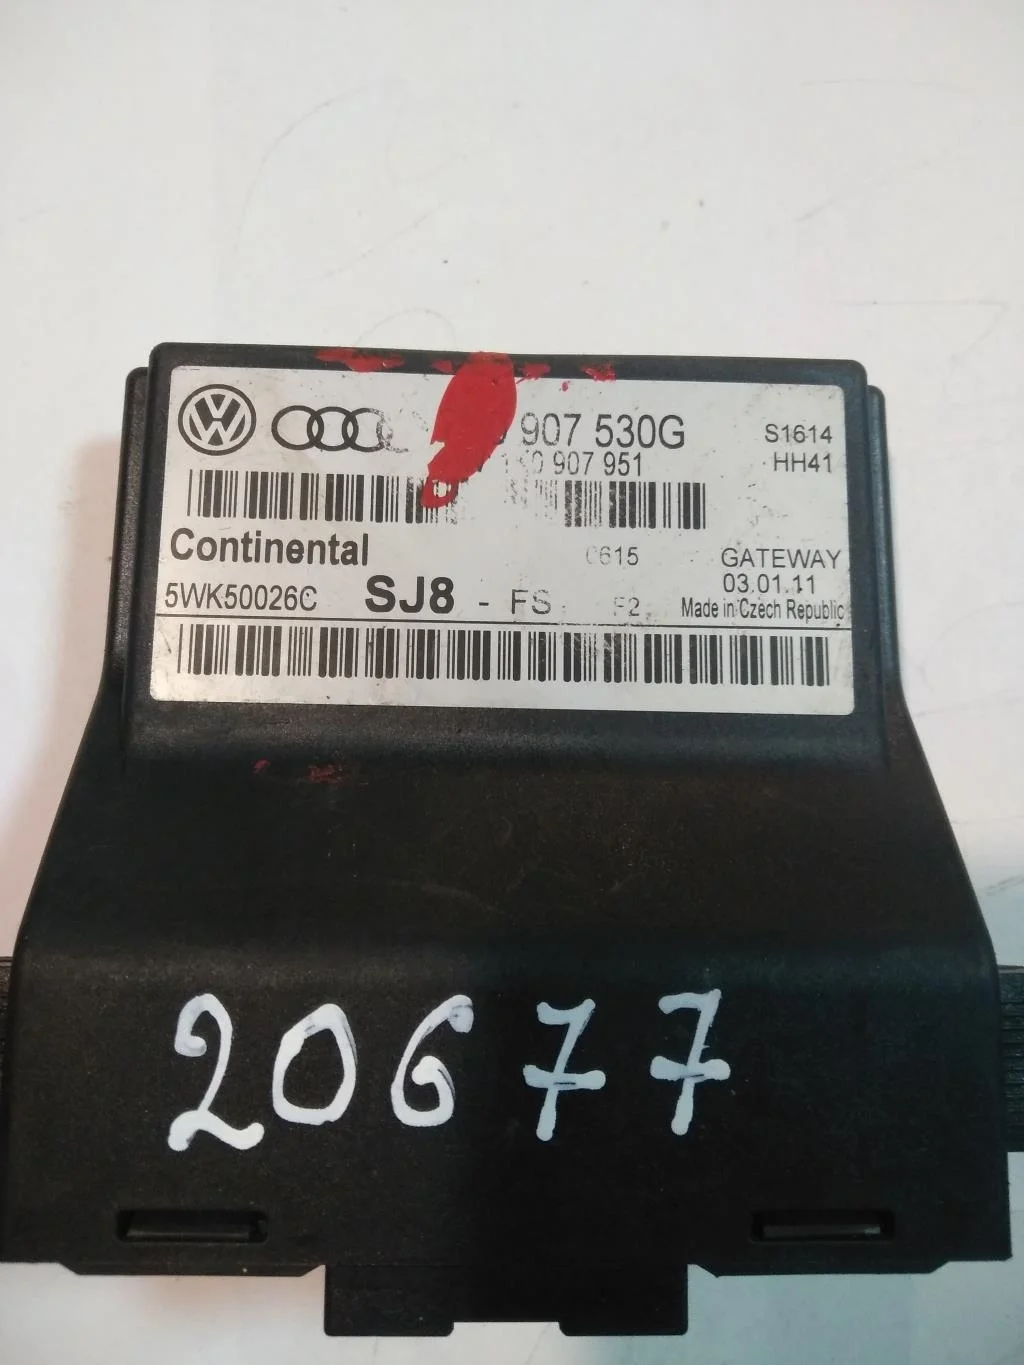 907 530G
907 951
S1614
HH41
Continental
615
GATEWAY
03.01.11
5WK50026C
SJ8 - FS
F2
Made in Czech Republic
20677